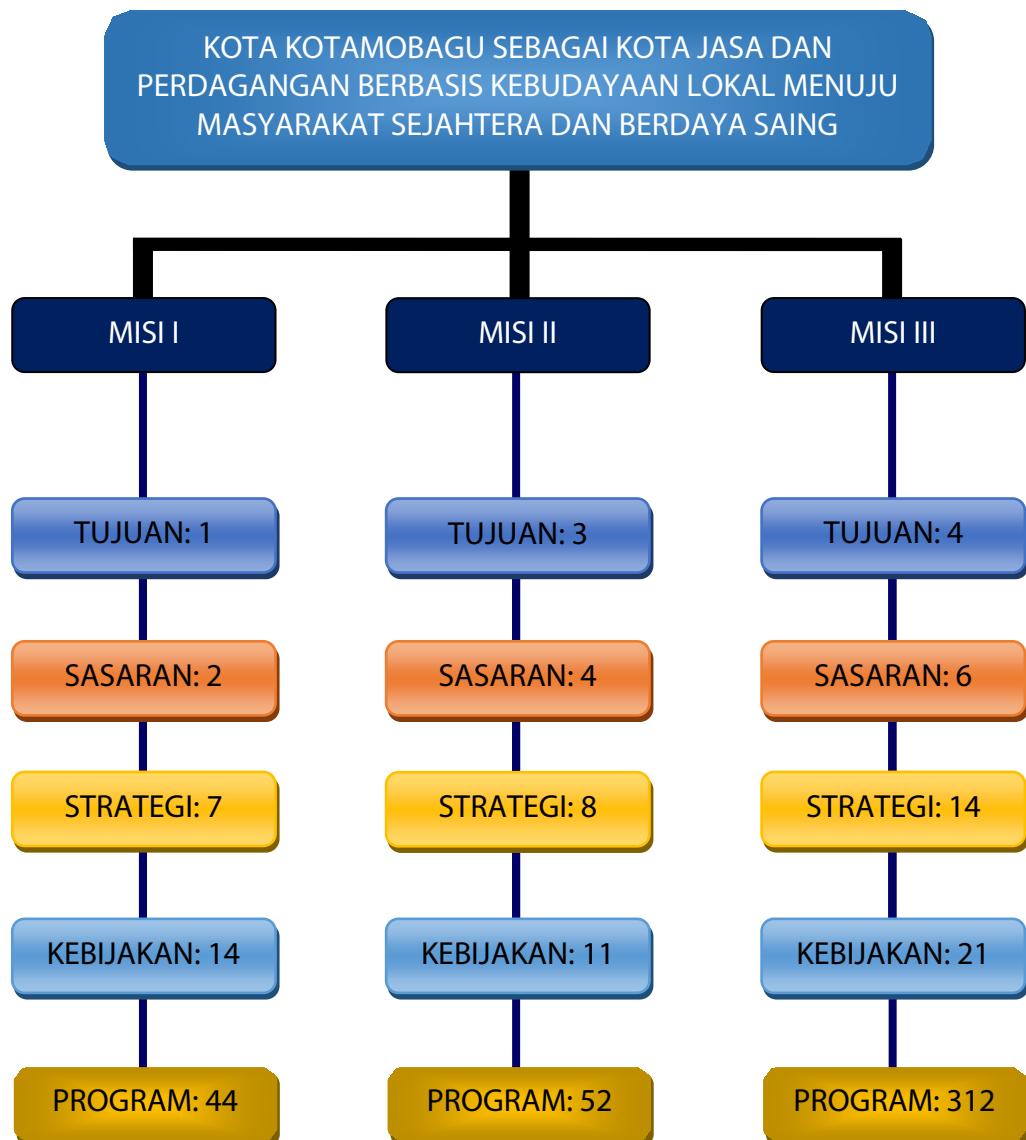 KOTA KOTAMOBAGU SEBAGAI KOTA JASA DAN
PERDAGANGAN BERBASIS KEBUDAYAAN LOKAL MENUJU
MASYARAKAT SEJAHTERA DAN BERDAYA SAING
MISI I
MISI II
MISI III
TUJUAN: 1
TUJUAN: 3
TUJUAN: 4
SASARAN: 2
SASARAN: 4
SASARAN: 6
STRATEGI: 7
STRATEGI: 8
STRATEGI: 14
KEBIJAKAN: 14
KEBIJAKAN: 11
KEBIJAKAN: 21
PROGRAM: 44
PROGRAM: 52
PROGRAM: 312